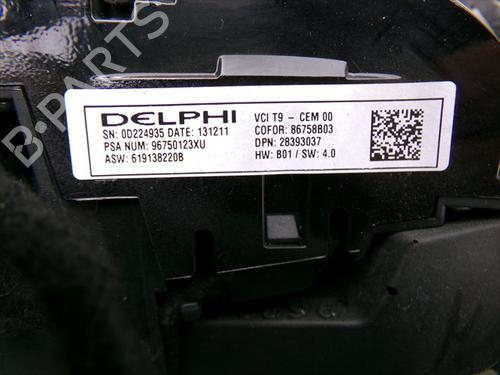 B-PARTS
DELPHI
VCI T9 - CEM 00
SN: 0D224935 DATE: 131211
COFOR: 86758B03
PSA NUM: 96750123XU
DPN: 28393037
ASW: 619138220B
HW: B01 / SW: 4.0